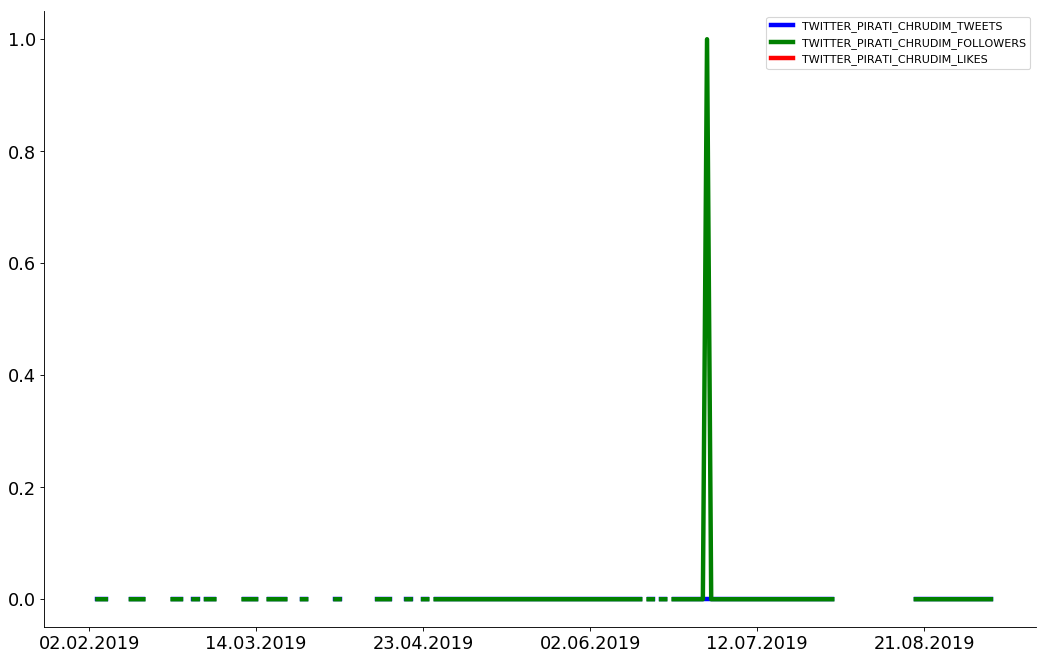 TWITTER_PIRATI_CHRUDIM_TWEETS
TWITTER_PIRATI_CHRUDIM_FOLLOWERS
TWITTER_PIRATI_CHRUDIM_LIKES
1.0
0.8
0.6
0.4
0.2
0.0
02.02.2019 14.03.2019 23.04.2019 02.06.2019 12.07.2019 21.08.2019